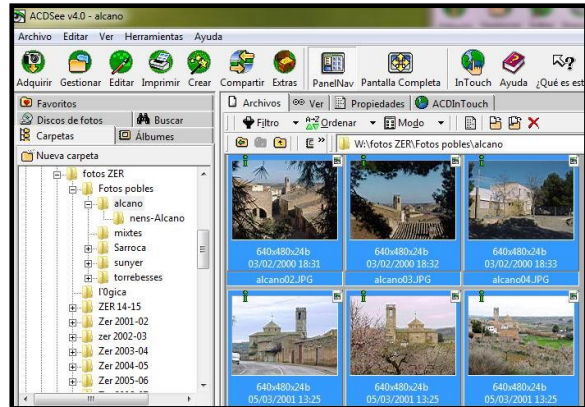 ACDSee v4.0 - alcano
Archivo Editar Ver Herramientas Ayuda
Adquirir Gestionar Editar Imprimir Crear Compartir Extras PanelNav Pantalla Completa InTouch Ayuda ¿Qué es est
Favoritos
Discos de fotos Buscar
Carpetas Álbumes
Nueva carpeta
fotos ZER
Fotos pobles
alcano
nens-Alcano
mixtes
Sarroca
sunyer
torrebesses
l'Ogica
ZER 14-15
Zer 2001-02
zer 2002-03
Zer 2003-04
Zer 2004-05
Zer 2005-06
Archivos Ver Propiedades ACDInTouch
Filtro Ordenar Modo
W:\fotos ZER\Fotos pobles\alcano
640x480x24b 640x480x24b 640x480x24b
03/02/2000 18:31 03/02/2000 18:32 03/02/2000 18:33
alcano02.JPG alcano03.JPG alcano04.JPG
640x480x24b 640x480x24b 640x480x24b
05/03/2001 13:25 05/03/2001 13:25 05/03/2001 13:25